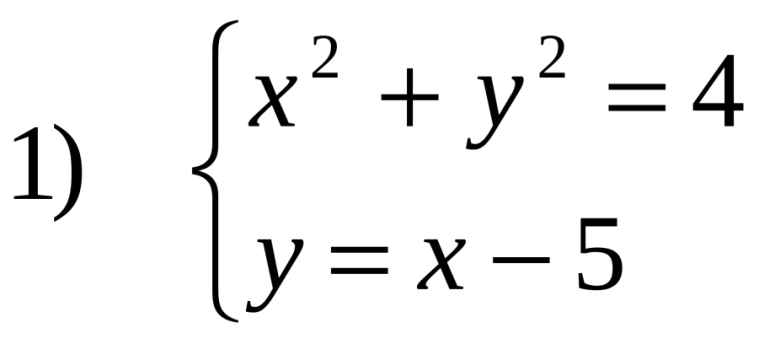 1) { x² + y² = 4
y = x − 5